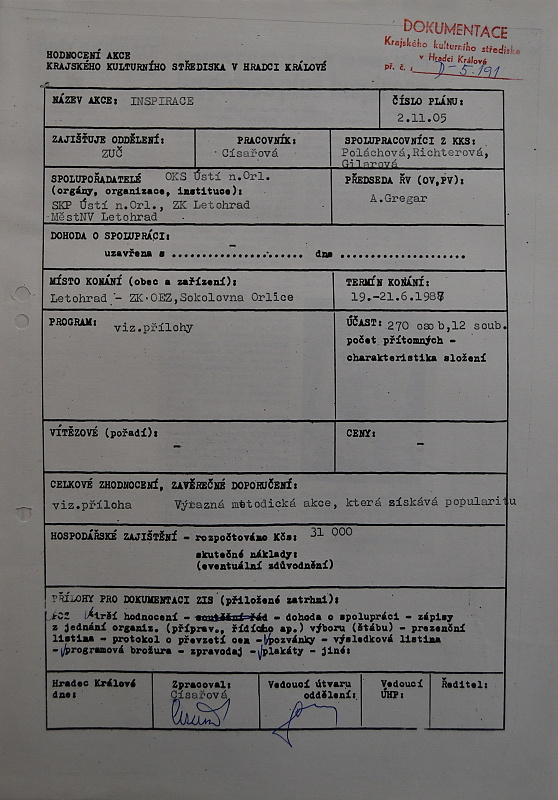 DOKUMENTACE
Krajského kulturního střediska
v Hradci Králové
př. č. : D-5.191
HODNOCENÍ AKCE
KRAJSKÉHO KULTURNÍHO STŘEDISKA V HRADCI KRÁLOVÉ
NÁZEV AKCE: INSPIRACE
ČÍSLO PLÁNU:
2.11.05
ZAJIŠŤUJE ODDĚLENÍ:
ZUČ
PRACOVNÍK:
Císařová
SPOLUPRACOVNÍCI Z KKS:
Poláchová,Richterová,
Gilarová
SPOLUPOŘADATELÉ OKS Ústí n.Orl.
(orgány, organizace, instituce):
SKP Ústí n.Orl., ZK Letohrad
MěstNV Letohrad
PŘEDSEDA ŘV (OV,PV):
A.Gregar
DOHODA O SPOLUPRÁCI: –
uzavřena s ...................... dne .....................
MÍSTO KONÁNÍ (obec a zařízení):
Letohrad - ZK OEZ,Sokolovna Orlice
TERMÍN KONÁNÍ:
19.-21.6.1987
PROGRAM: viz.přílohy
ÚČAST: 270 osob,12 soub.
počet přítomných –
charakteristika složení
VÍTĚZOVÉ (pořadí):
–
CENY:
–
CELKOVÉ ZHODNOCENÍ, ZÁVĚREČNÉ DOPORUČENÍ:
viz.příloha Výrazná metodická akce, která získává popularitu
HOSPODÁŘSKÉ ZAJIŠTĚNÍ – rozpočtováno Kčs: 31 000
skutečné náklady:
(eventuální zdůvodnění)
PŘÍLOHY PRO DOKUMENTACI ZIS (přiložené zatrhni):
širší hodnocení – soutěžní řád – dohoda o spolupráci – zápisy
z jednání organiz. (příprav., řídícího ap.) výboru (štábu) – prezenční
listina – protokol o převzetí cen – pozvánky – výsledková listina
– programová brožura – zpravodaj – plakáty – jiné:
Hradec Králové
dne:
Zpracoval:
Císařová
Vedoucí útvaru
oddělení:
Vedoucí
ÚHP:
Ředitel: